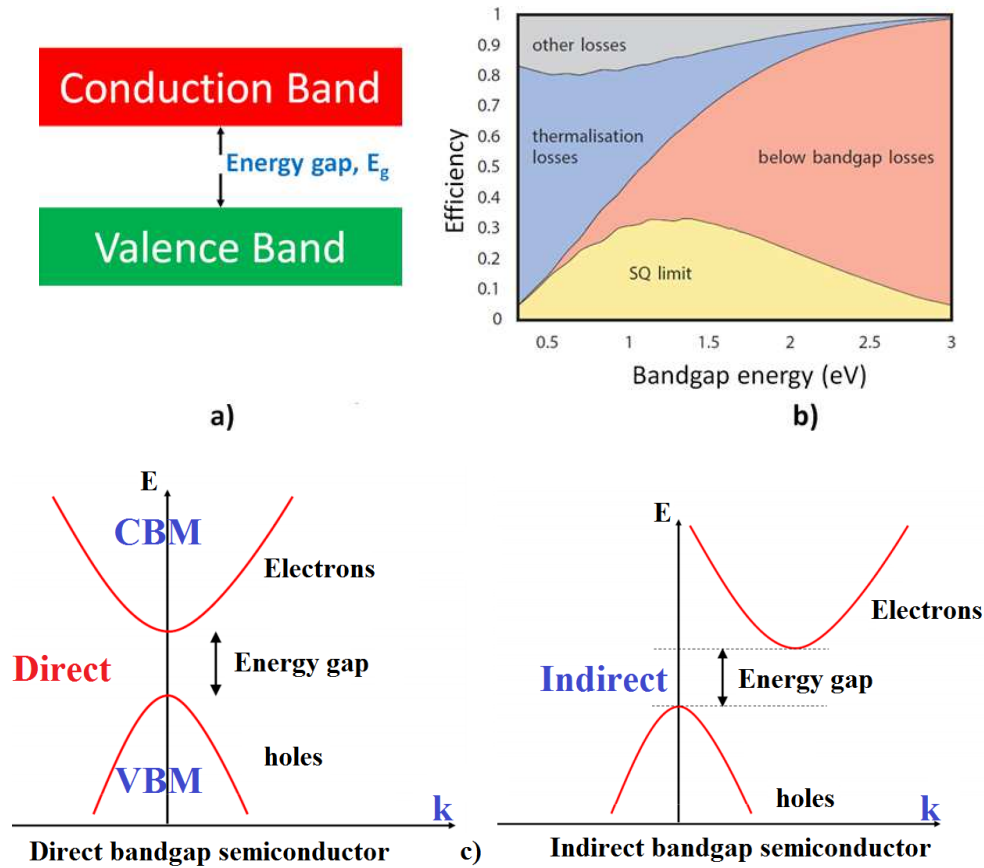 Conduction Band
Energy gap, Eg
Valence Band
a)
Efficiency
1
0.9
0.8
0.7
0.6
0.5
0.4
0.3
0.2
0.1
0
other losses
thermalisation
losses
below bandgap losses
SQ limit
0.5
1
1.5
2
2.5
3
Bandgap energy (eV)
b)
E
CBM
Electrons
Direct
Energy gap
holes
VBM
k
Direct bandgap semiconductor
c)
E
Electrons
Indirect
Energy gap
holes
k
Indirect bandgap semiconductor